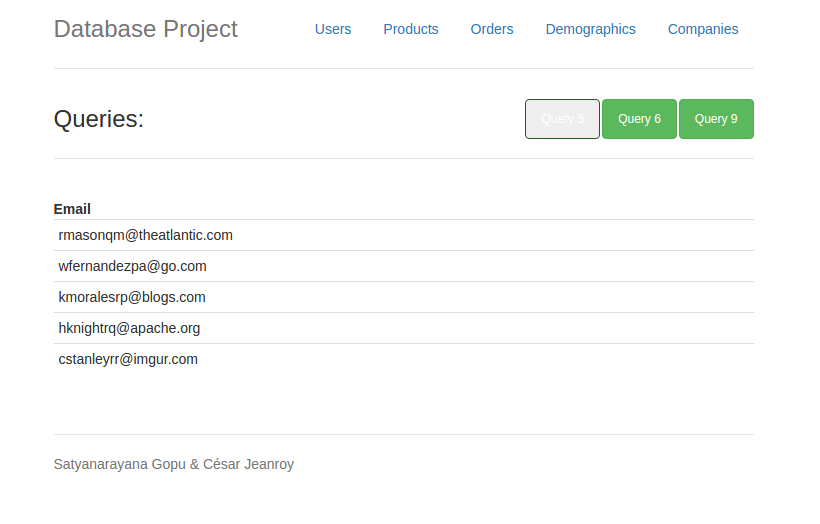 Database Project Users Products Orders Demographics Companies
Queries: Query 5 Query 6 Query 9
Email
rmasonqm@theatlantic.com
wfernandezpa@go.com
kmoralesrp@blogs.com
hknightrq@apache.org
cstanleyrr@imgur.com
Satyanarayana Gopu & César Jeanroy